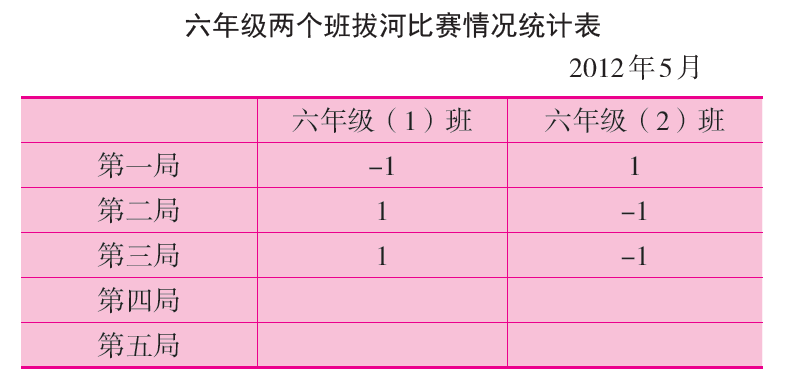 六年级两个班拔河比赛情况统计表
2012年5月
六年级（1）班 六年级（2）班
第一局 -1 1
第二局 1 -1
第三局 1 -1
第四局
第五局